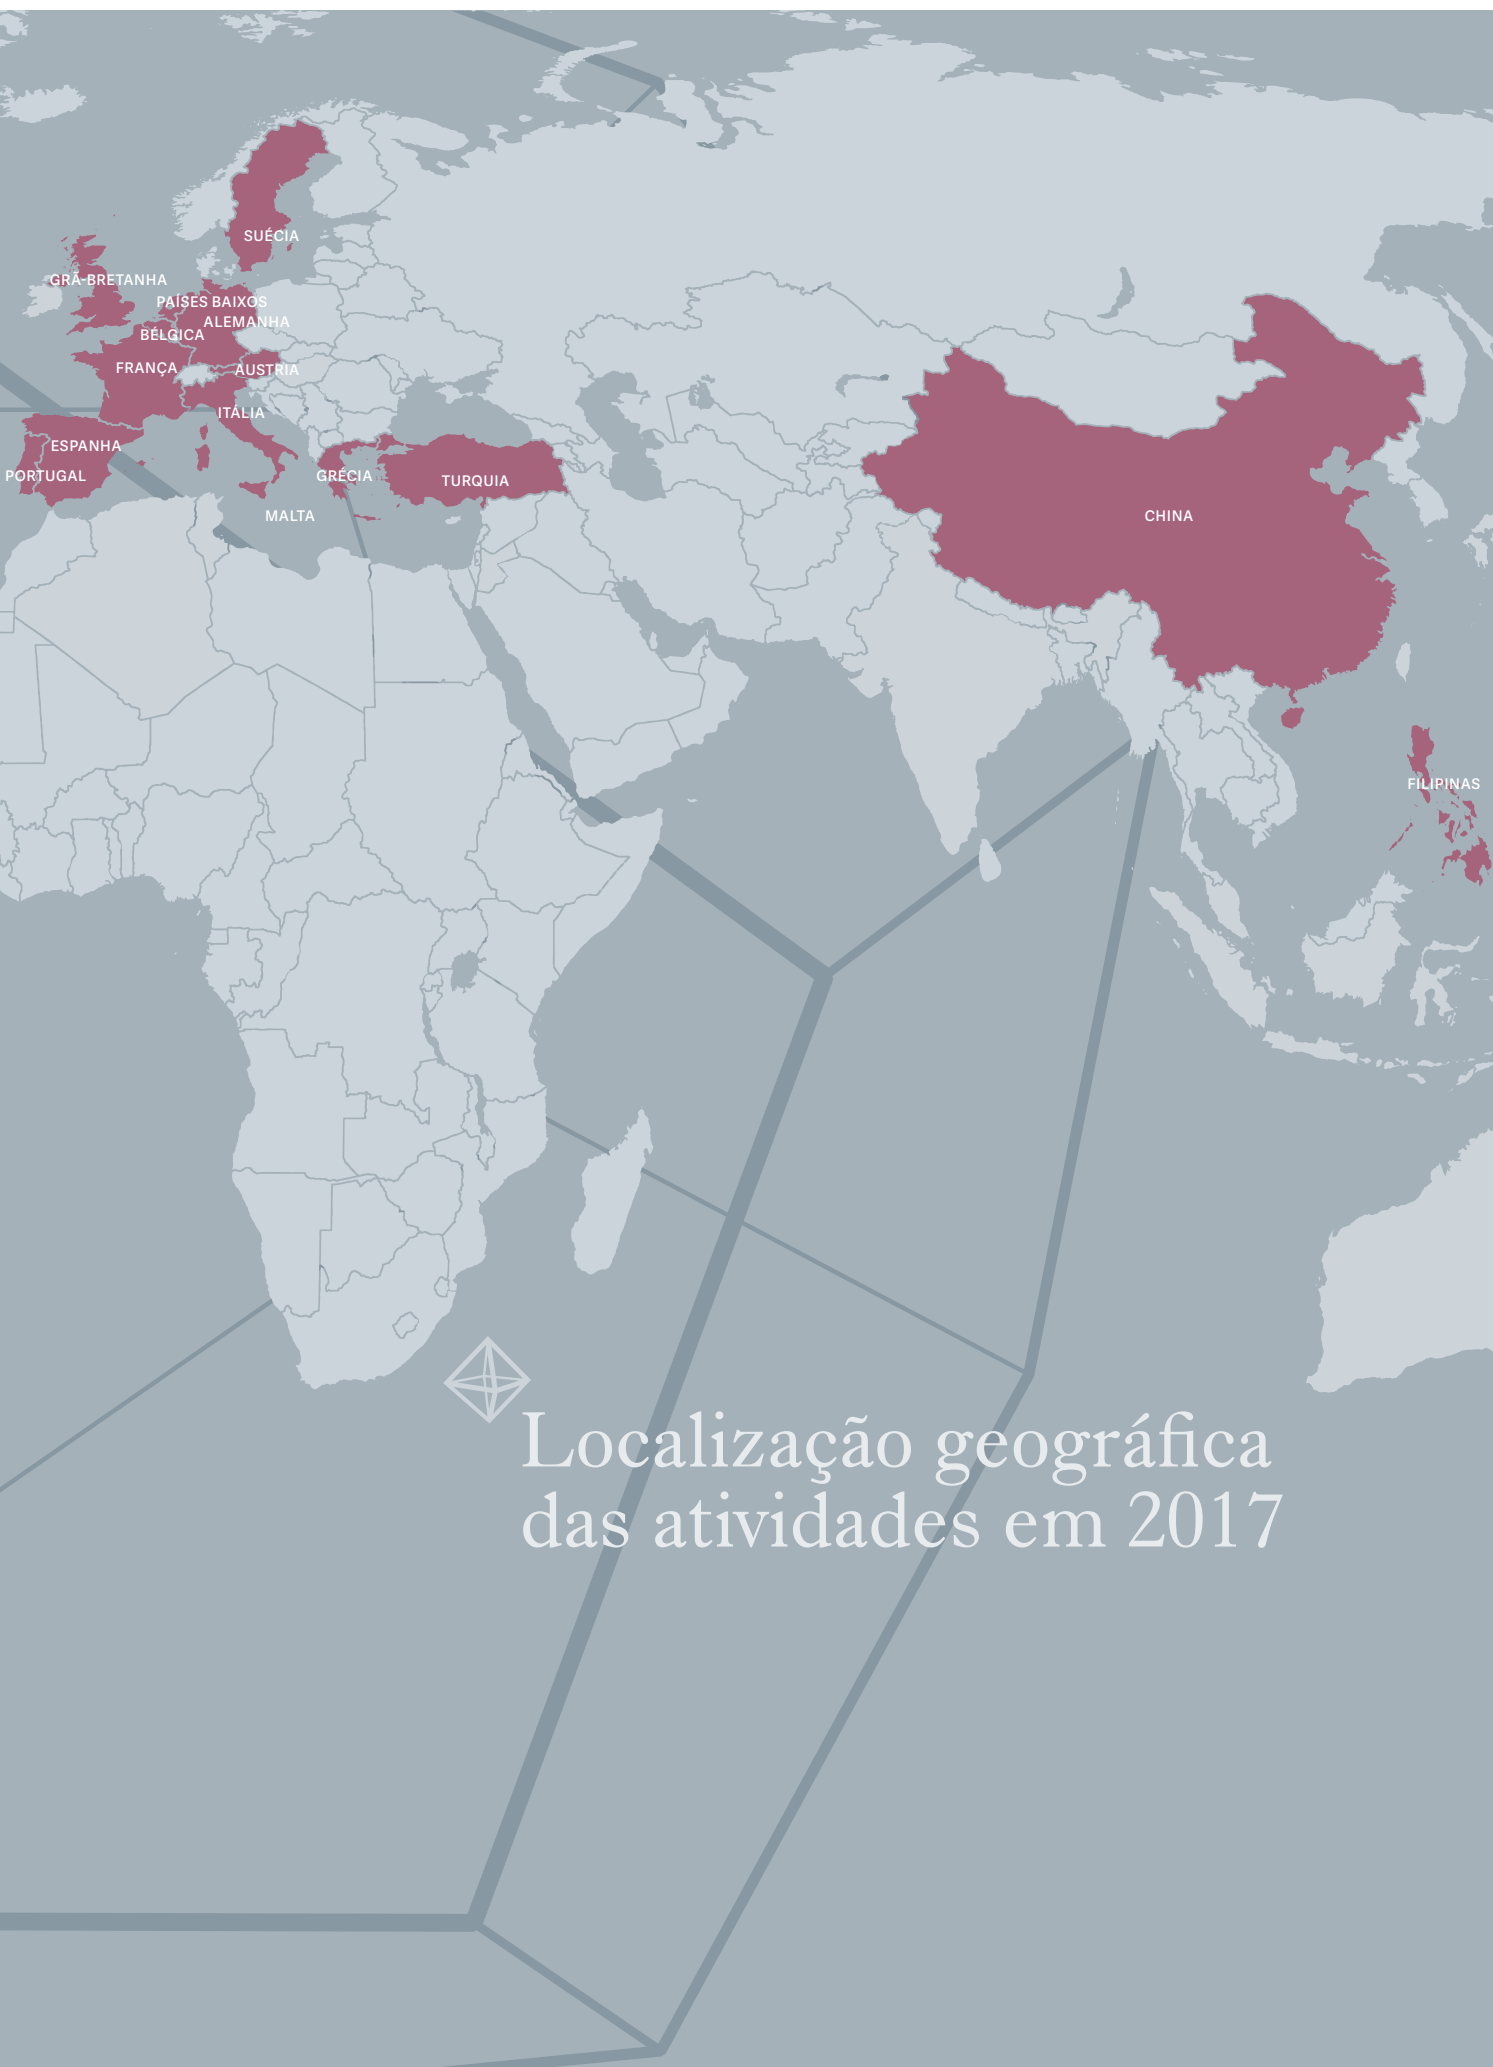 SUÉCIA
GRÃ-BRETANHA
PAÍSES BAIXOS
ALEMANHA
BÉLGICA
FRANÇA
ÁUSTRIA
ITÁLIA
ESPANHA
PORTUGAL
GRÉCIA
TURQUIA
MALTA
CHINA
FILIPINAS
Localização geográfica
das atividades em 2017